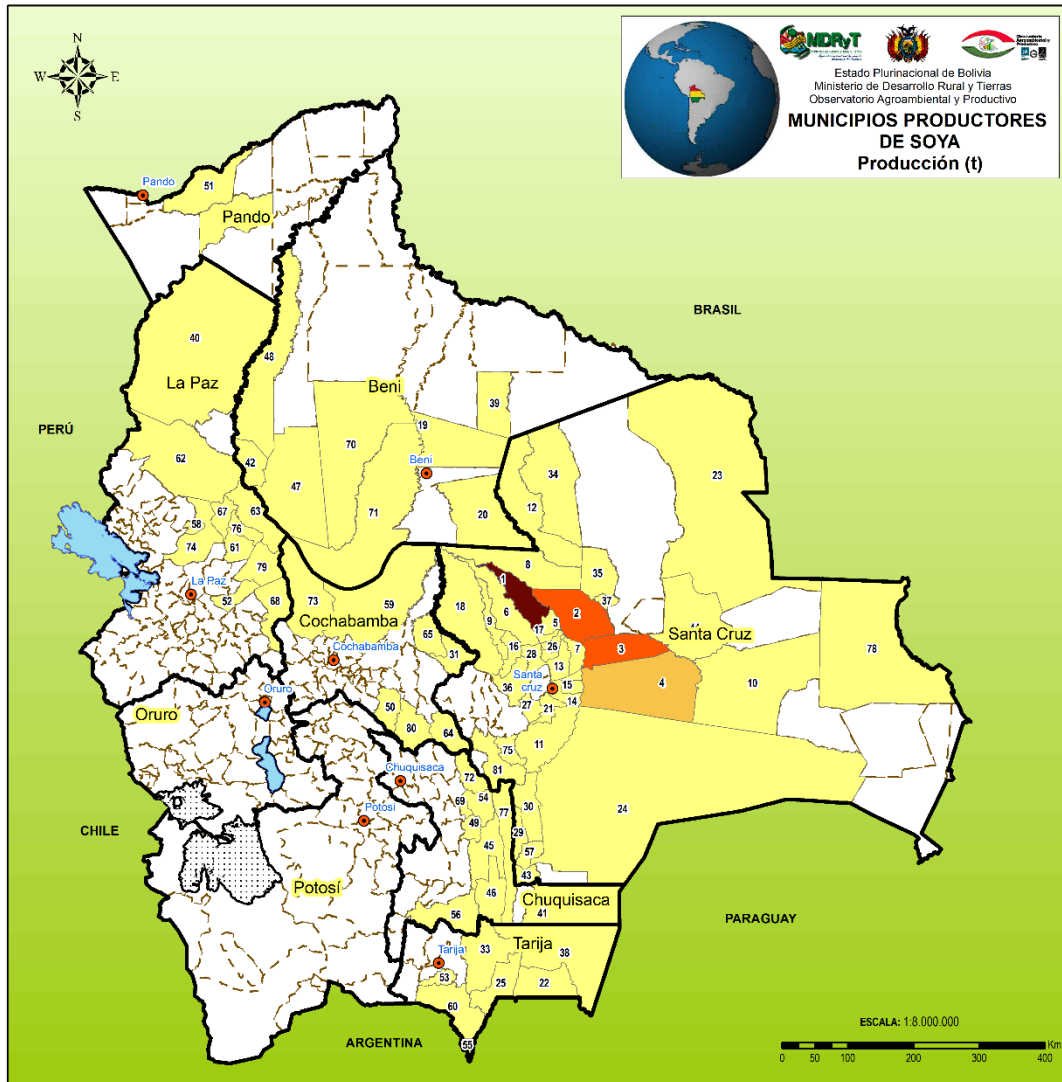 MDRyT
Estado Plurinacional de Bolivia
Ministerio de Desarrollo Rural y Tierras
Observatorio Agroambiental y Productivo
MUNICIPIOS PRODUCTORES
DE SOYA
Producción (t)
N
W
E
S
Pando
51
Pando
BRASIL
40
48
La Paz
Beni
39
PERÚ
19
70
23
62
42
47
Beni
34
67
63
12
58
76
71
20
74
61
8
79
1
35
La Paz
52
68
73
59
18
6
2
37
Cochabamba
9
5
17
65
Santa Cruz
16
26
7
3
Cochabamba
31
28
78
13
Santa
cruz
36
15
4
10
Oruro
50
27
21
14
Oruro
80
64
11
75
Chuquisaca
72
81
69
54
77
30
24
Potosí
49
29
CHILE
45
57
43
Potosí
46
Chuquisaca
41
56
PARAGUAY
33
Tarija
Tarija
38
53
25
22
60
ESCALA: 1:8.000.000
ARGENTINA
55
Km
0 50 100 200 300 400